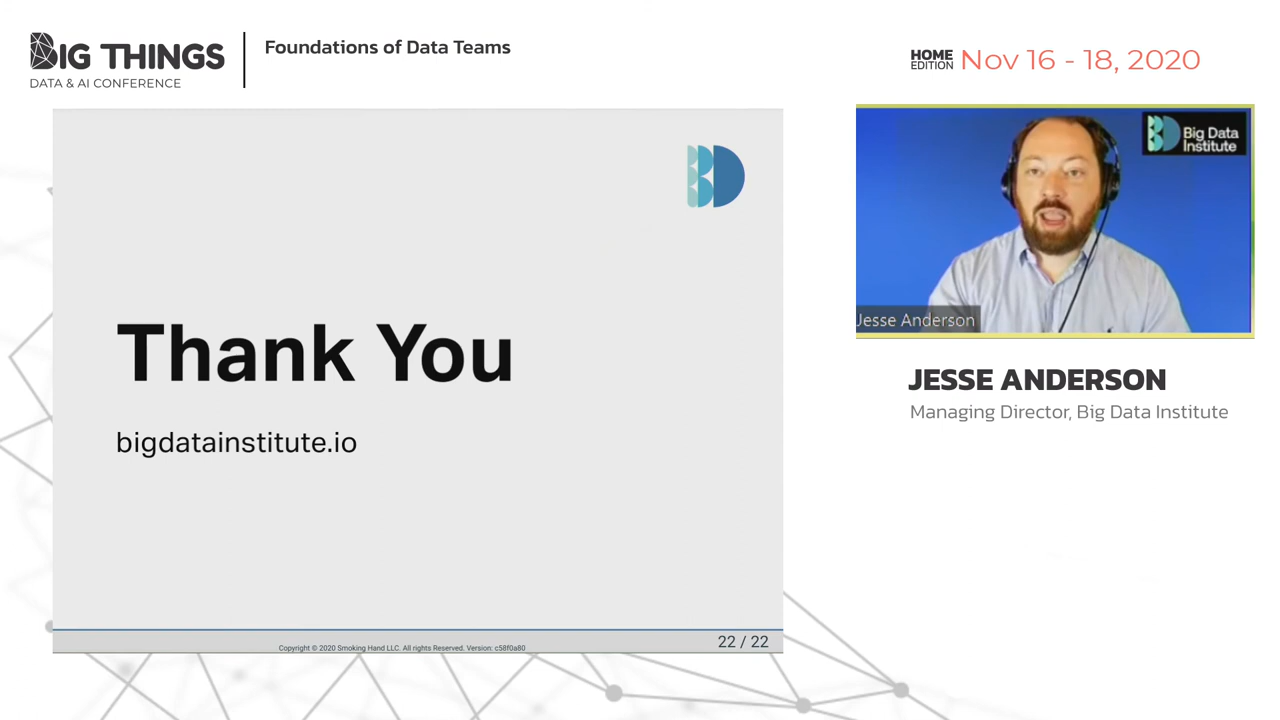 BIG THINGS
DATA & AI CONFERENCE
Foundations of Data Teams
HOME
EDITION
Nov 16 - 18, 2020
Thank You
bigdatainstitute.io
Copyright © 2020 Smoking Hand LLC. All rights Reserved. Version: c58f0a80
22 / 22
Big Data
Institute
Jesse Anderson
JESSE ANDERSON
Managing Director, Big Data Institute